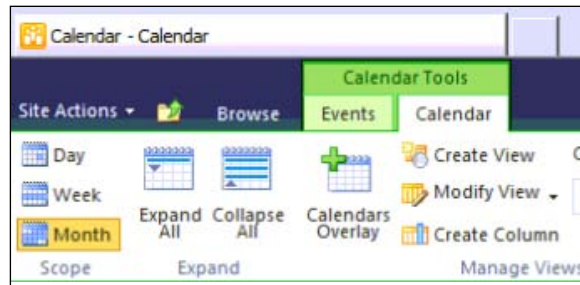 Calendar - Calendar
Calendar Tools
Site Actions Browse Events Calendar
Day
Week
Month
Expand All
Collapse All
Calendars Overlay
Create View
Modify View
Create Column
Scope Expand Manage Views